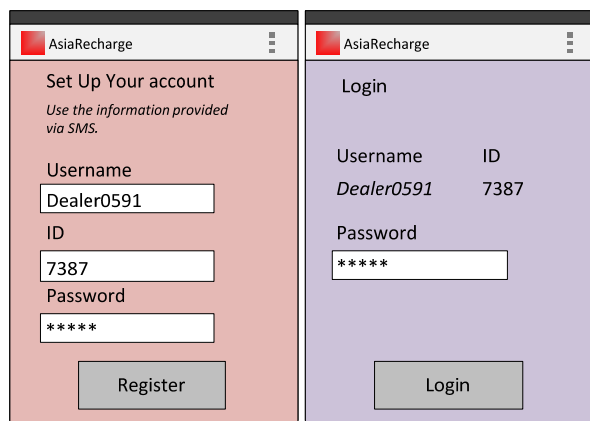 AsiaRecharge
Set Up Your account
Use the information provided
via SMS.
Username
Dealer0591
ID
7387
Password
*****
Register
AsiaRecharge
Login
Username ID
Dealer0591 7387
Password
*****
Login